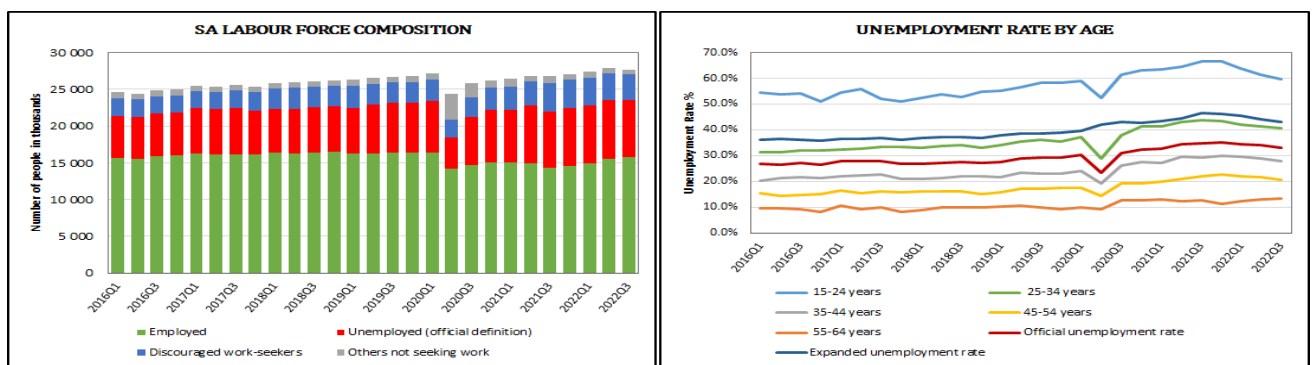 SA LABOUR FORCE COMPOSITION
30 000
25 000
20 000
15 000
10 000
5 000
0
Number of people in thousands
2016Q1
2016Q3
2017Q1
2017Q3
2018Q1
2018Q3
2019Q1
2019Q3
2020Q1
2020Q3
2021Q1
2021Q3
2022Q1
2022Q3
Employed
Unemployed (official definition)
Discouraged work-seekers
Others not seeking work
UNEMPLOYMENT RATE BY AGE
70.0%
60.0%
50.0%
40.0%
30.0%
20.0%
10.0%
0.0%
Unemployment Rate %
2016Q1
2016Q3
2017Q1
2017Q3
2018Q1
2018Q3
2019Q1
2019Q3
2020Q1
2020Q3
2021Q1
2021Q3
2022Q1
2022Q3
15-24 years
25-34 years
35-44 years
45-54 years
55-64 years
Official unemployment rate
Expanded unemployment rate